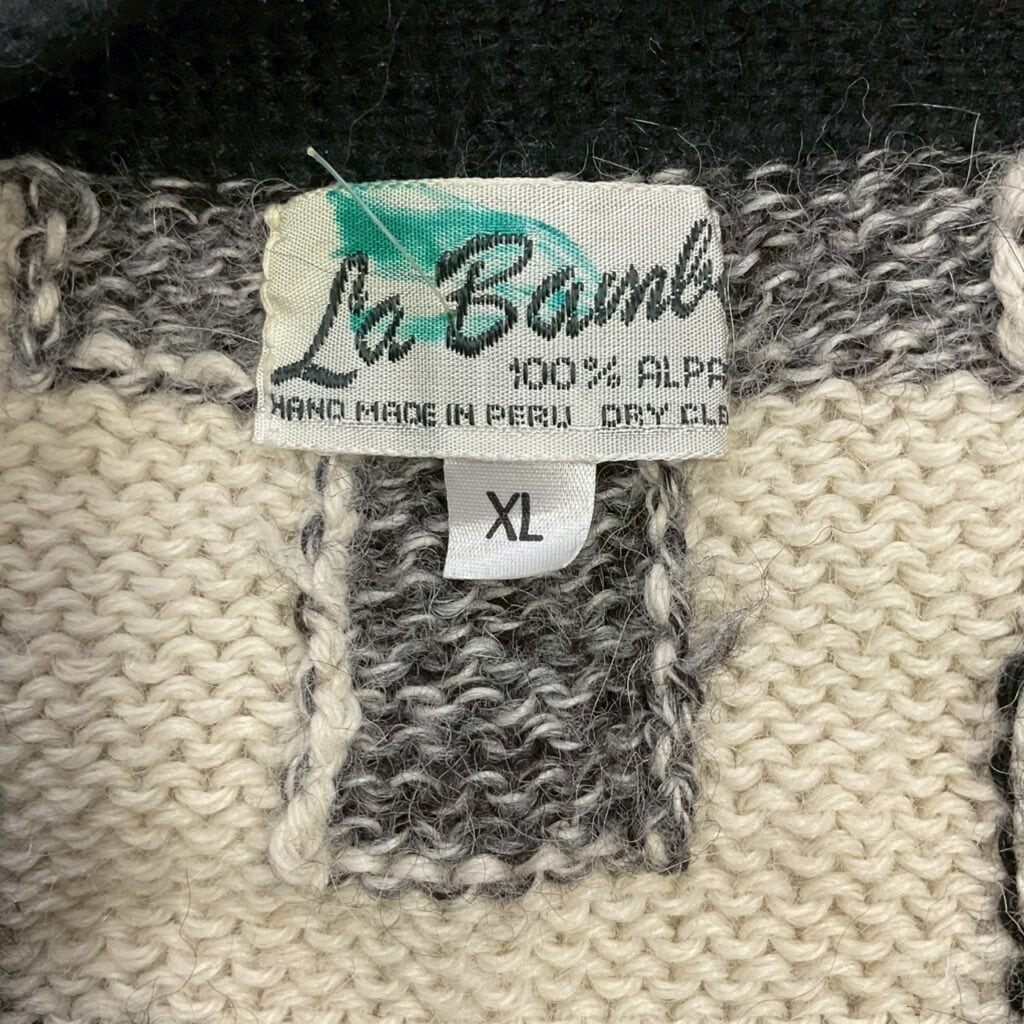 La Bamb
100% ALPA
HAND MADE IN PERU DRY CLE
XL